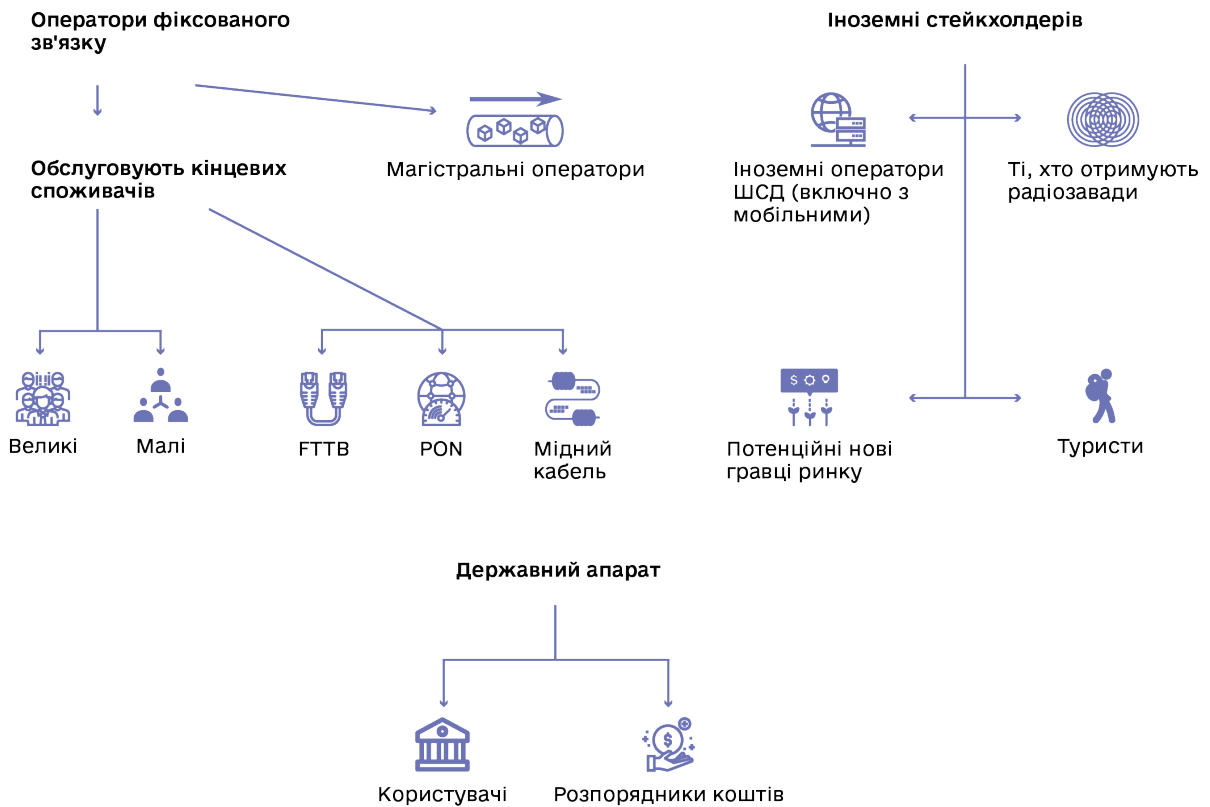 Оператори фіксованого
зв'язку
Магістральні оператори
Обслуговують кінцевих
споживачів
Великі
Малі
FTTB
PON
Мідний
кабель
Іноземні стейкхолдерів
Іноземні оператори
ШСД (включно з
мобільними)
Ті, хто отримують
радіозавади
Потенційні нові
гравці ринку
Туристи
Державний апарат
Користувачі
Розпорядники коштів